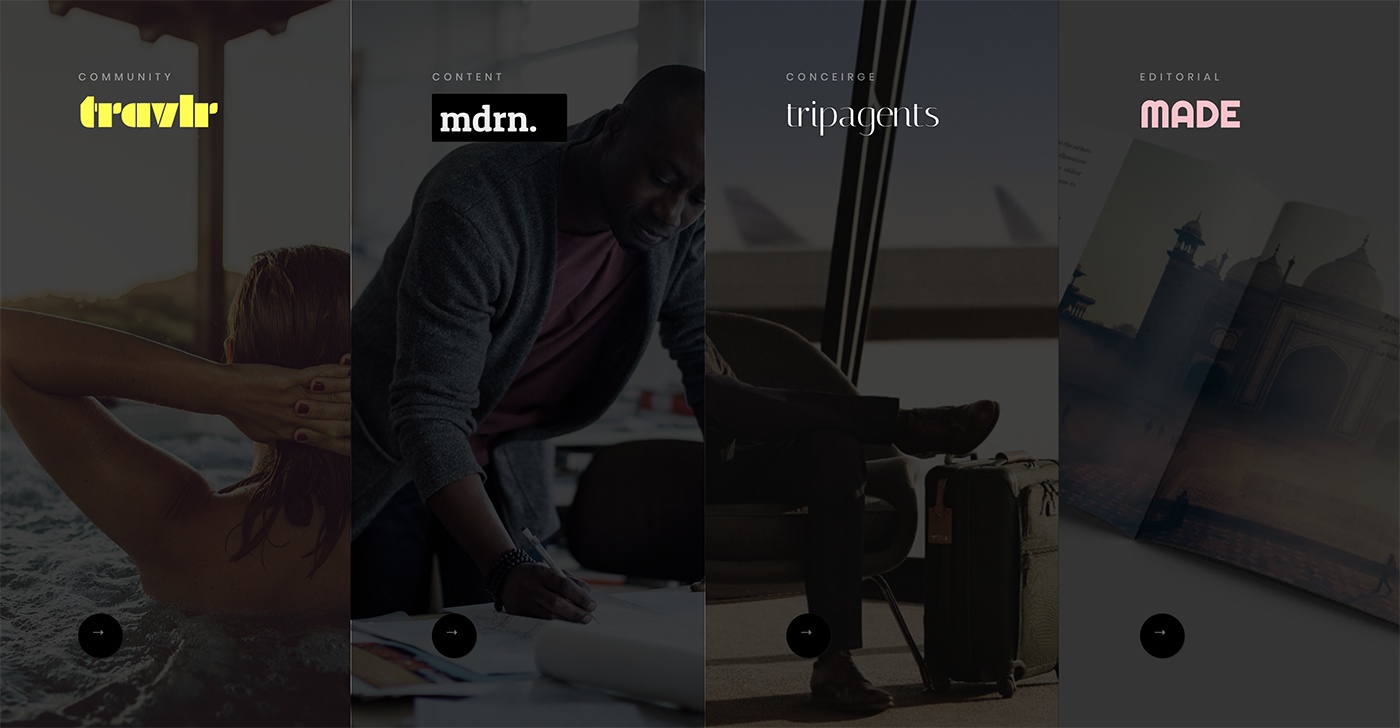 COMMUNITY
travlr
CONTENT
mdrn.
CONCEIRGE
tripagents
EDITORIAL
MADE